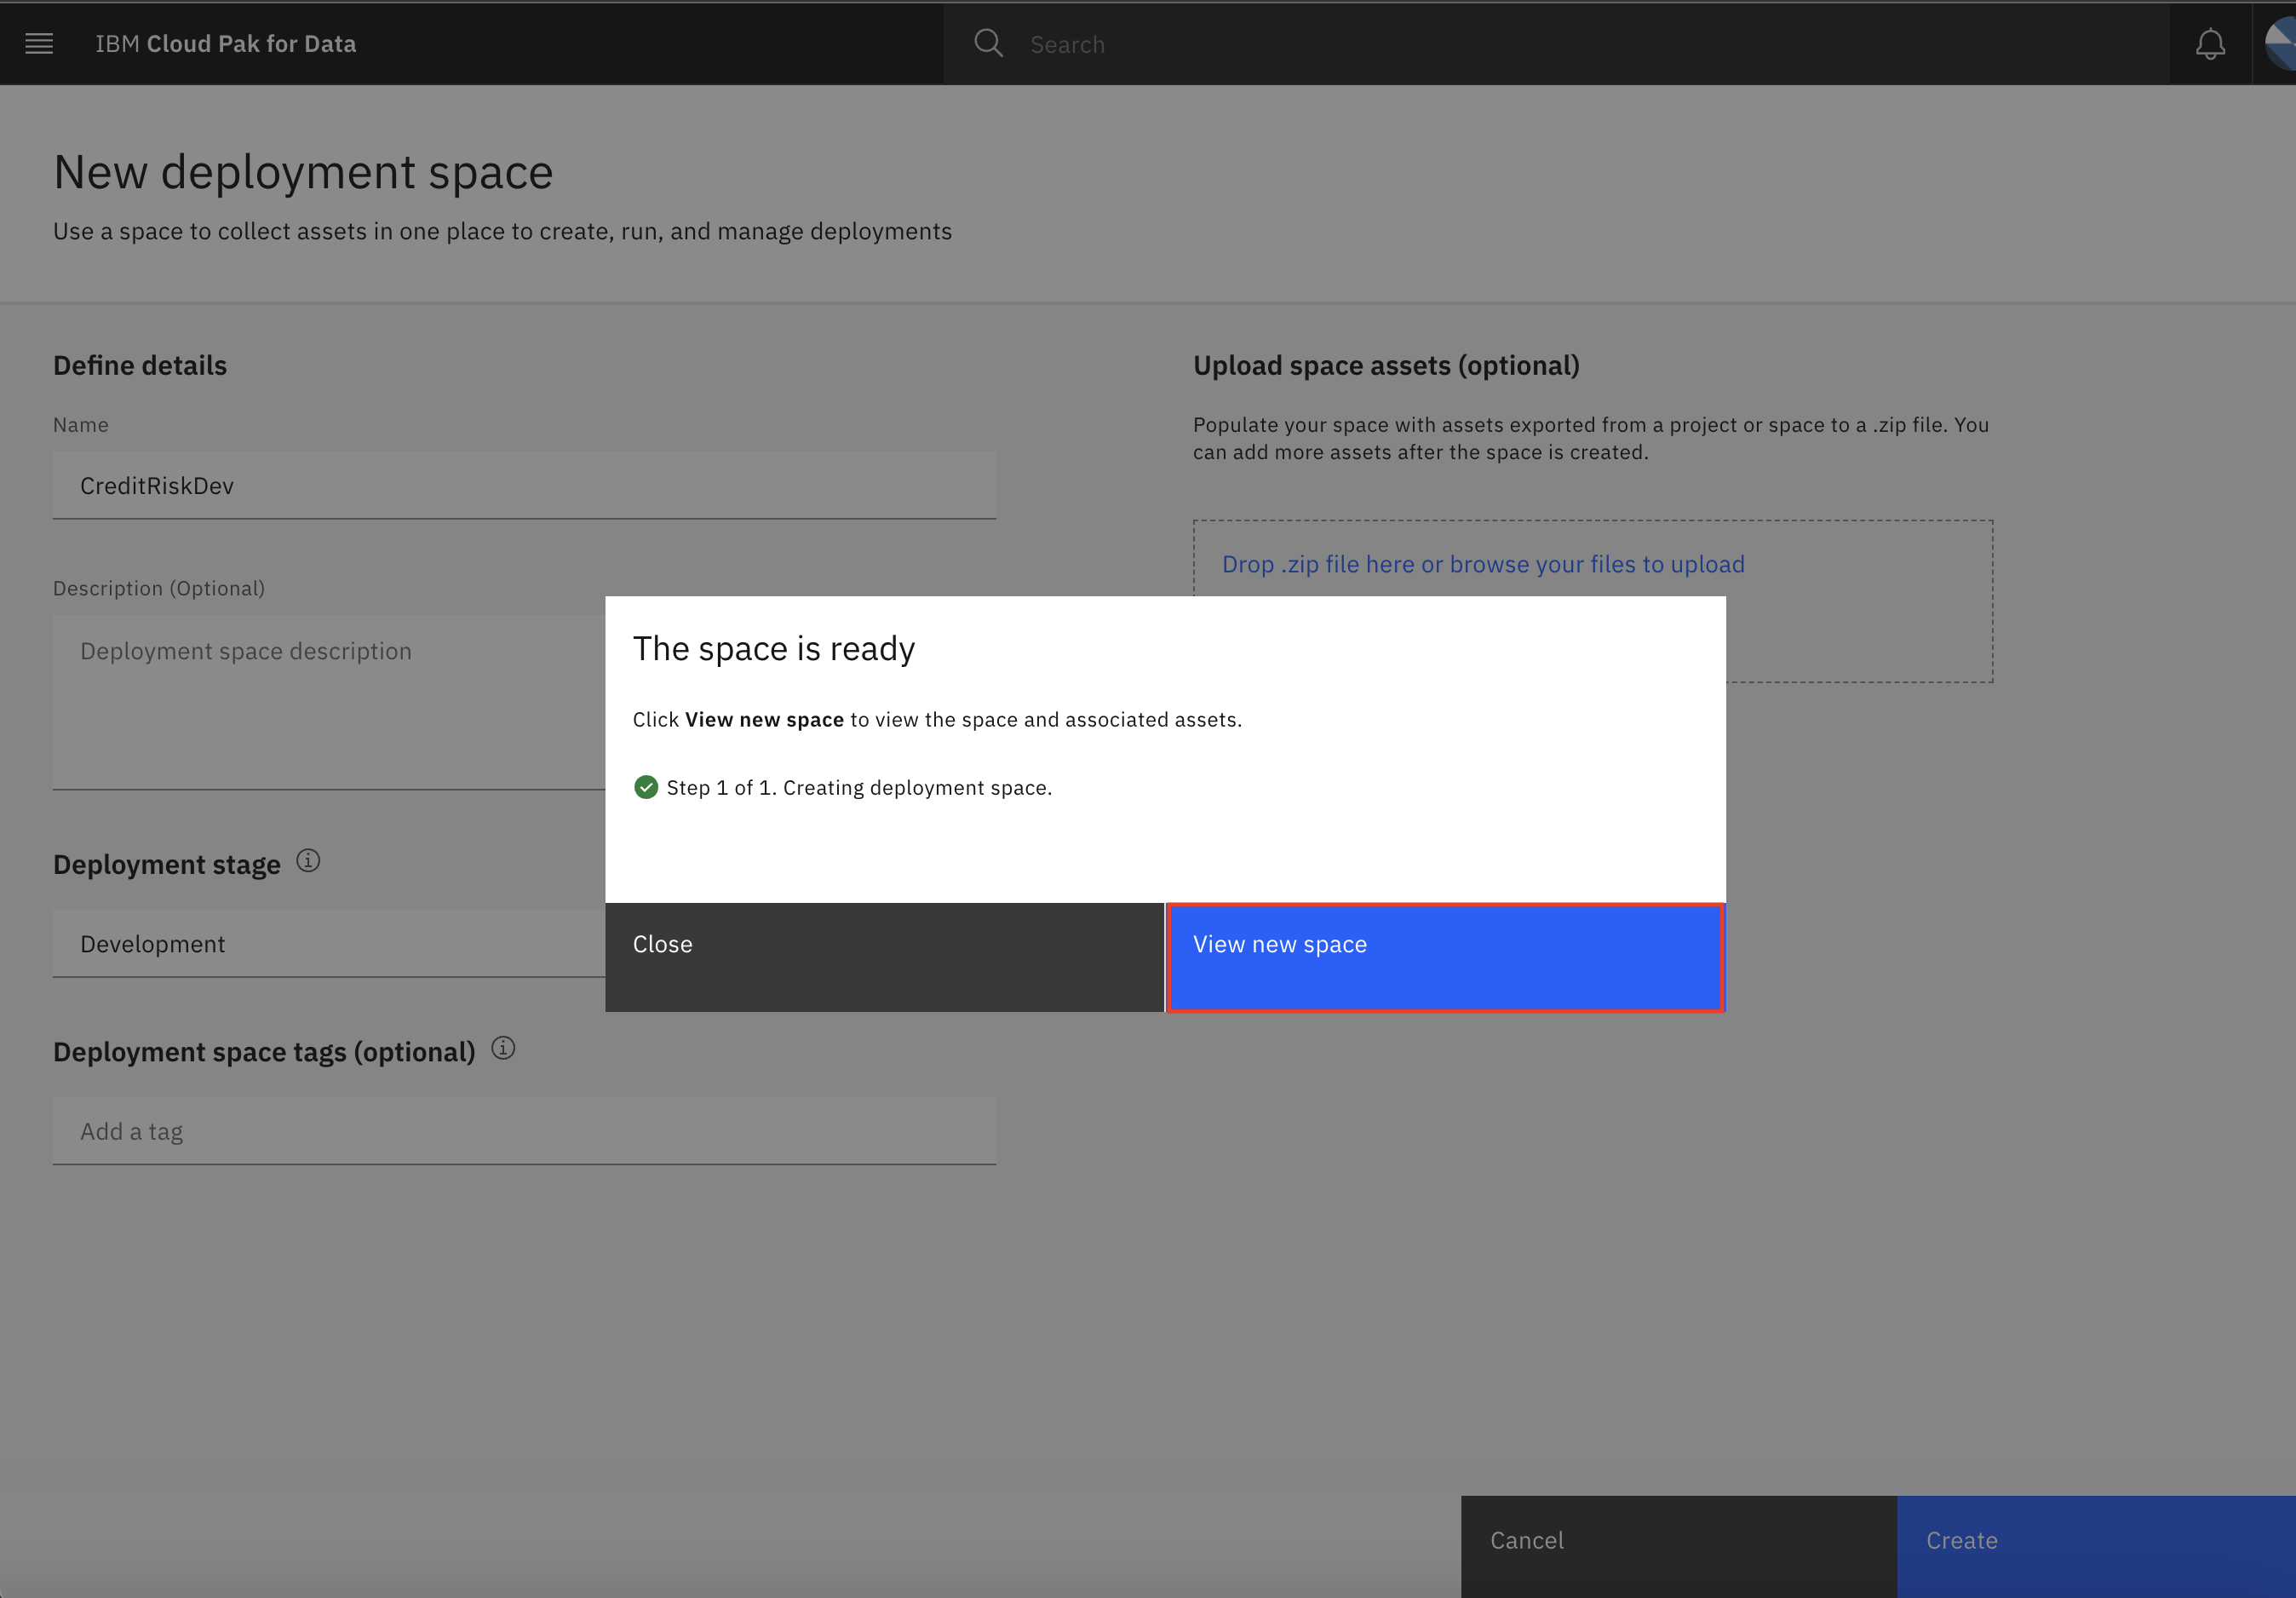 IBM Cloud Pak for Data
Search
New deployment space
Use a space to collect assets in one place to create, run, and manage deployments
Define details
Name
CreditRiskDev
Description (Optional)
Deployment space description
Deployment stage
Development
Deployment space tags (optional)
Add a tag
Upload space assets (optional)
Populate your space with assets exported from a project or space to a .zip file. You
can add more assets after the space is created.
Drop .zip file here or browse your files to upload
The space is ready
Click View new space to view the space and associated assets.
Step 1 of 1. Creating deployment space.
Close
View new space
Cancel
Create